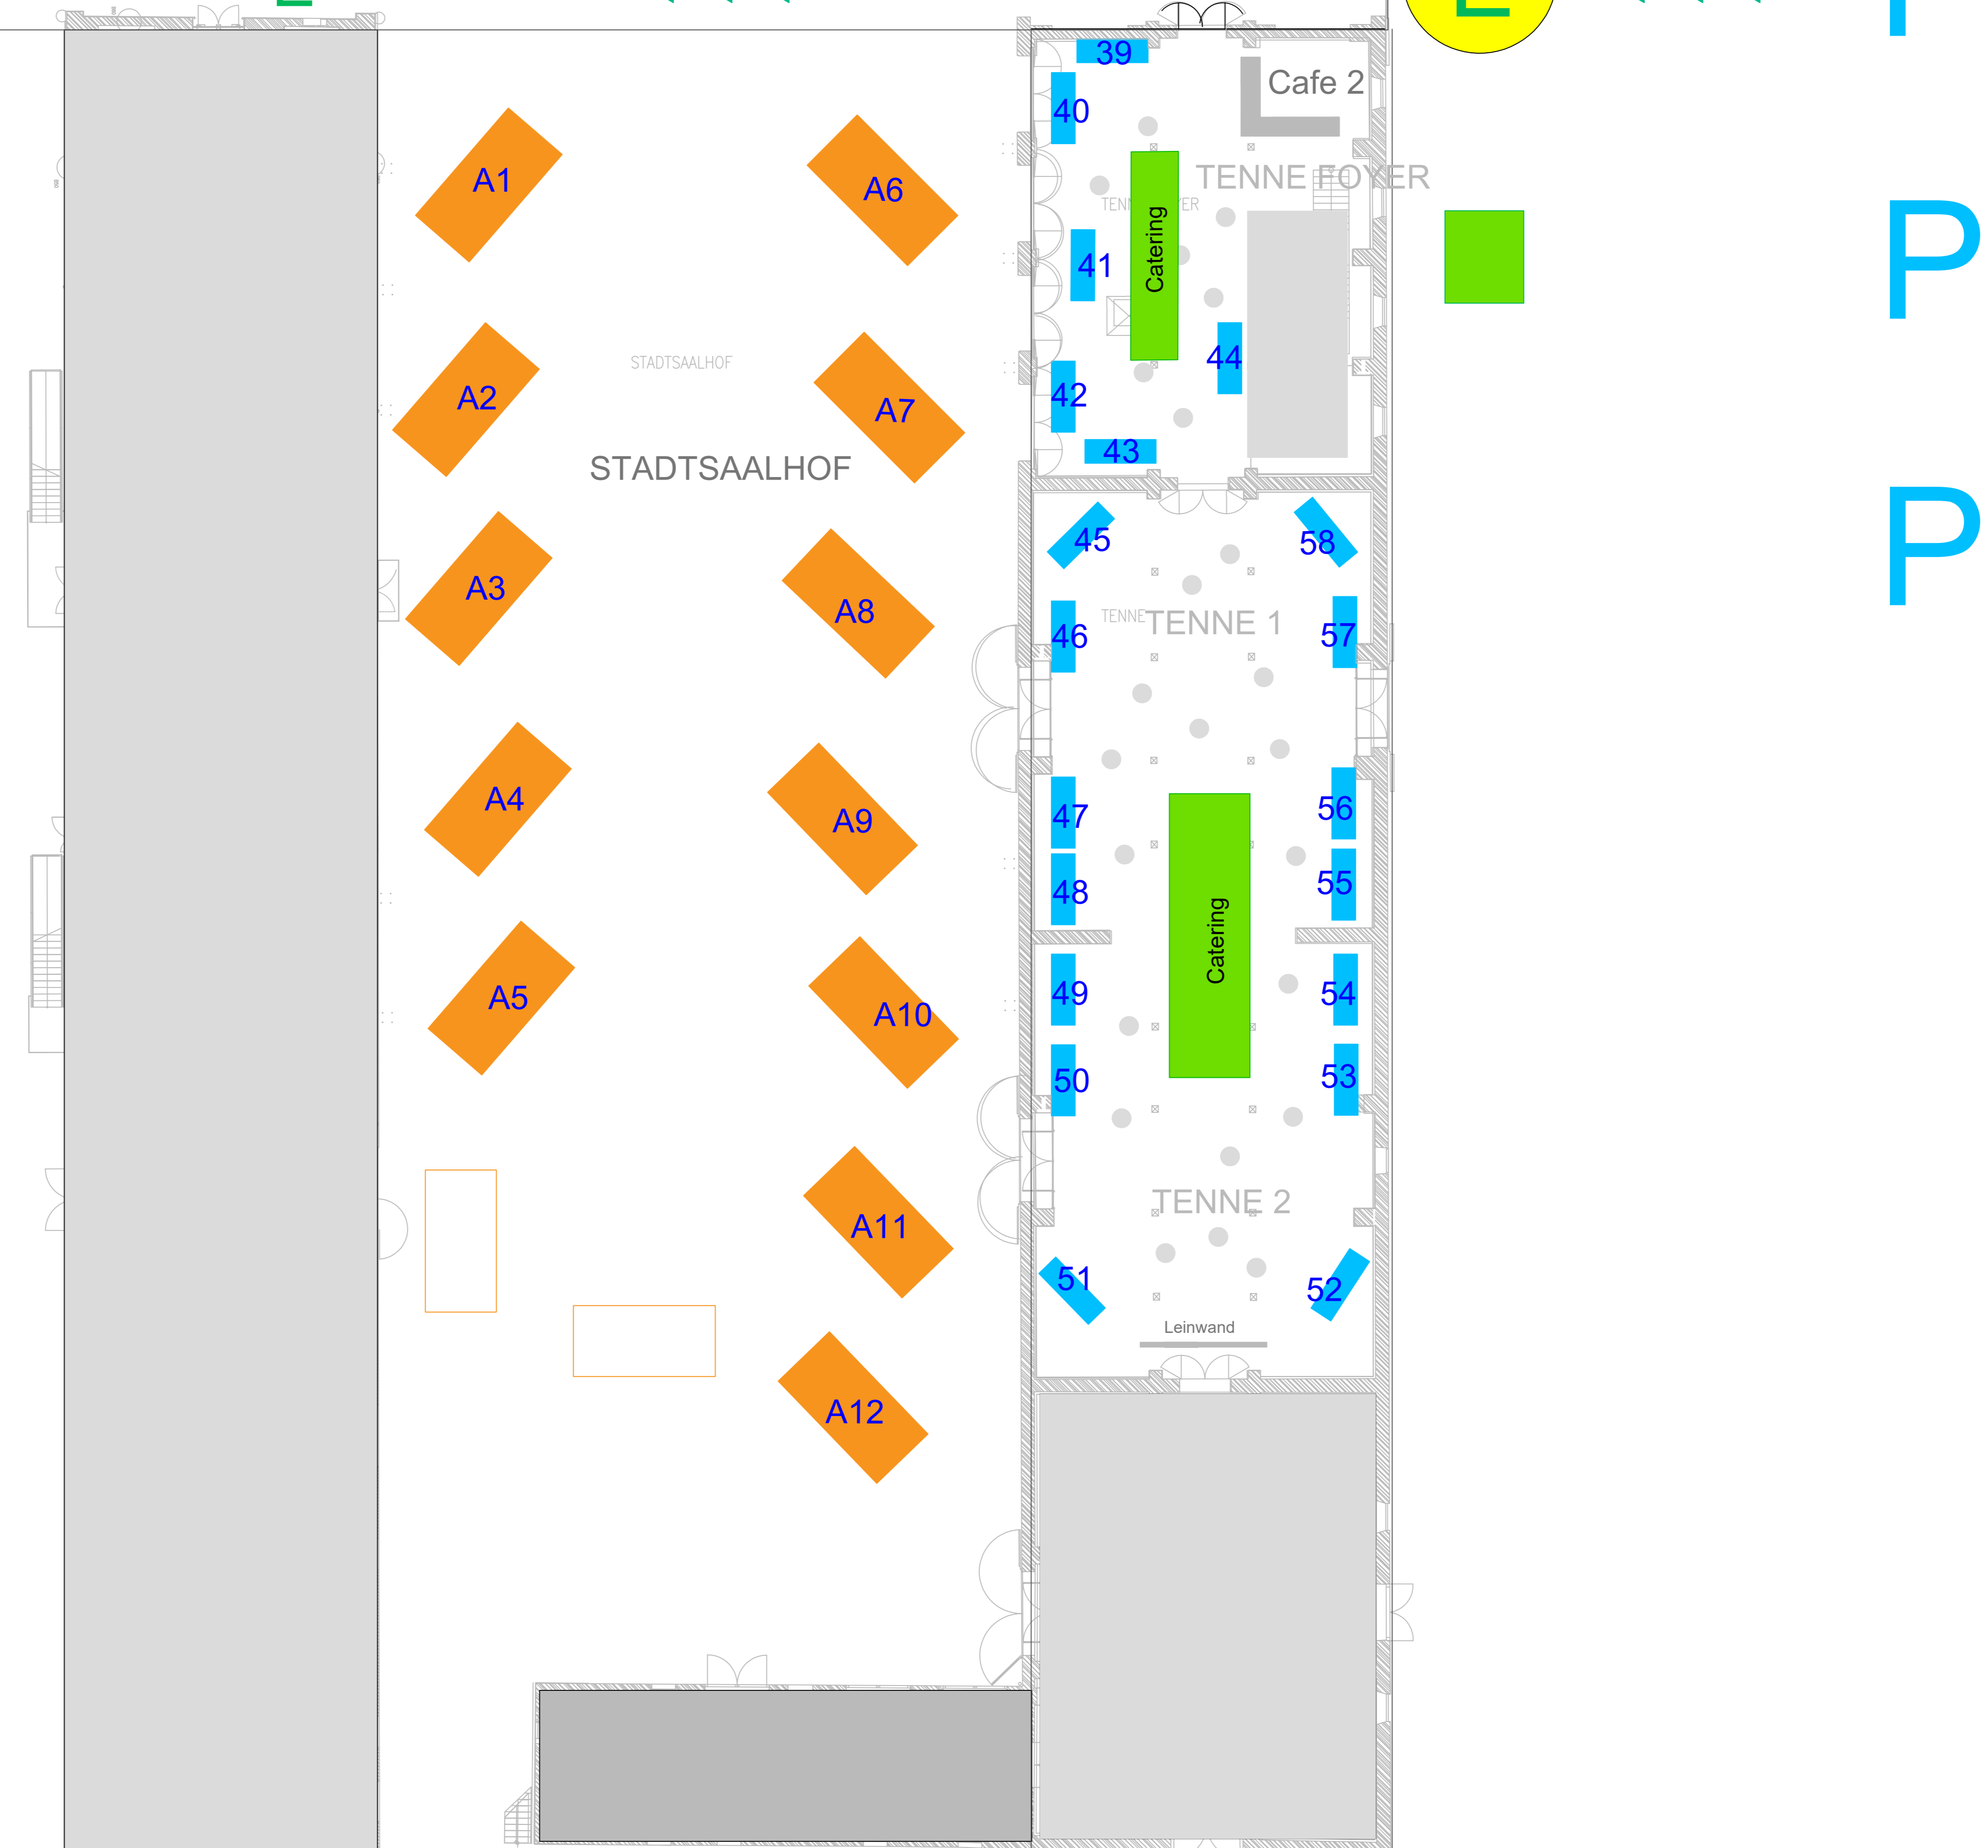 E
39
Cafe 2
40
A1
A6
TENNE FOYER
Catering
P
41
44
STADTSAALHOF
A2
A7
42
43
STADTSAALHOF
45
58
P
A3
A8
TENNE
TENNE 1
46
57
A4
A9
47
56
48
55
Catering
A5
A10
49
54
50
53
TENNE 2
A11
51
52
Leinwand
A12